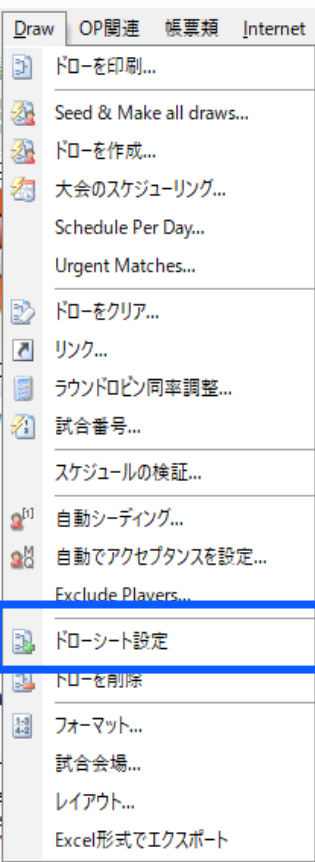 Draw OP関連 帳票類 Internet
ドローを印刷...
Seed & Make all draws...
ドローを作成...
大会のスケジューリング...
Schedule Per Day...
Urgent Matches...
ドローをクリア...
リンク...
ラウンドロビン同率調整...
試合番号...
スケジュールの検証...
自動シーディング...
自動でアクセプタンスを設定...
Exclude Players...
ドローシート設定
ドローを削除
フォーマット...
試合会場...
レイアウト...
Excel形式でエクスポート